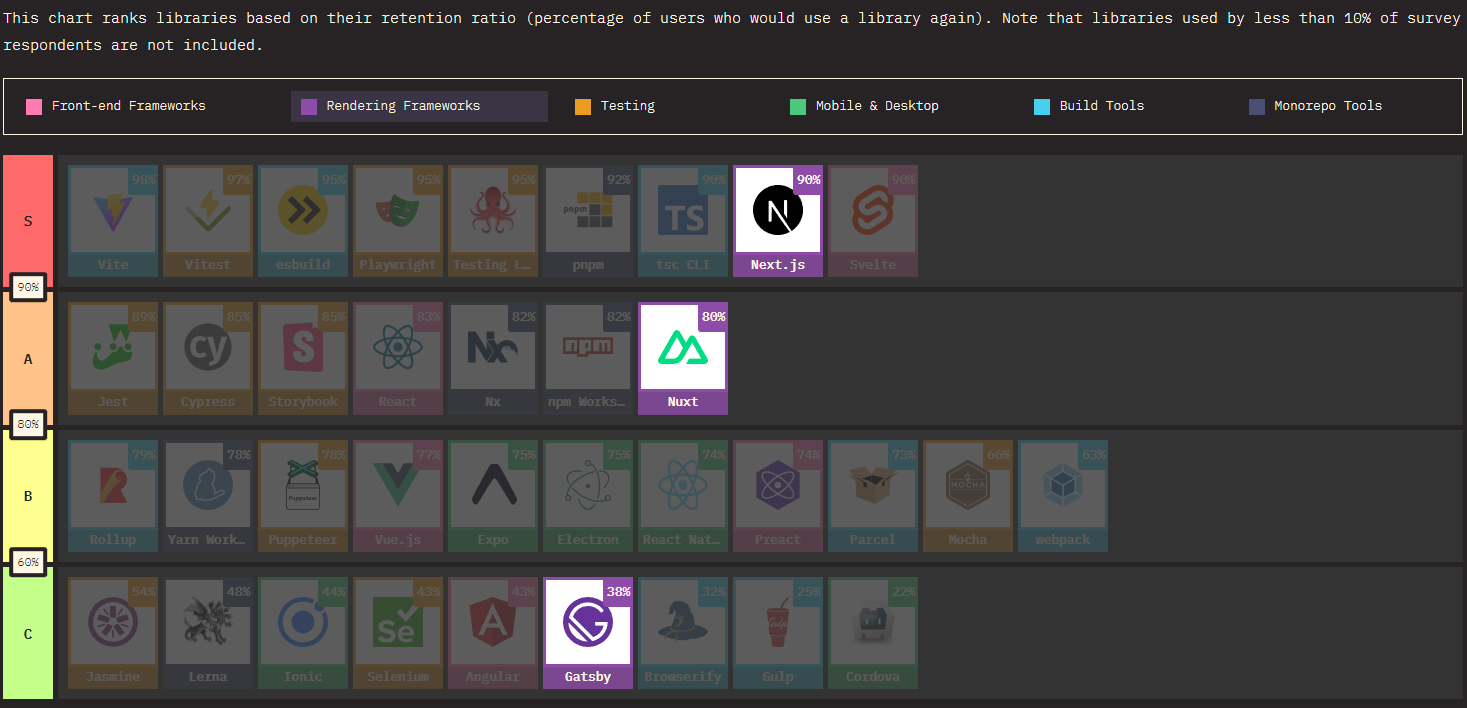 This chart ranks libraries based on their retention ratio (percentage of users who would use a library again). Note that libraries used by less than 10% of survey
respondents are not included.
Front-end Frameworks Rendering Frameworks Testing Mobile & Desktop Build Tools Monorepo Tools
98% 97% 95% 95% 95% 92% 90% 90% 90%
pnpm TS N
S
Vite Vitest esbuild Playwright Testing L… pnpm tsc CLI Next.js Svelte
90%
89% 85% 85% 83% 82% 82% 80%
cy S Nx npm
A
Jest Cypress Storybook React Nx npm Works… Nuxt
80%
79% 78% 78% 77% 75% 75% 74% 74% 73% 66% 63%
MOCHA
B
Puppeteer
Rollup Yarn Work… Puppeteer Vue.js Expo Electron React Nat… Preact Parcel Mocha webpack
60%
54% 48% 44% 43% 43% 38% 32% 25% 22%
Se A G Gulp
C
Jasmine Lerna Ionic Selenium Angular Gatsby Browserify Gulp Cordova